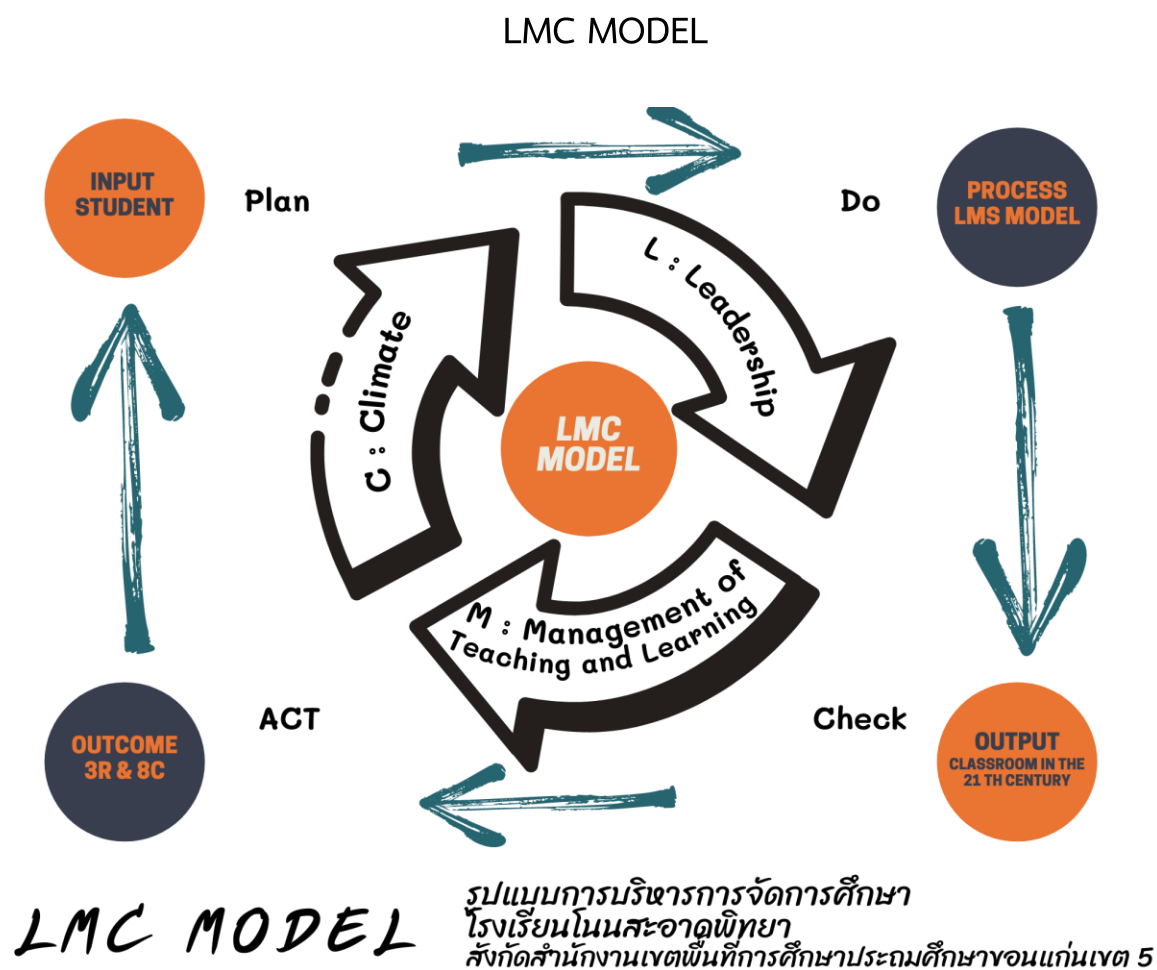 LMC MODEL
INPUT
STUDENT
Plan
Do
PROCESS
LMS MODEL
L : Leadership
C : Climate
LMC
MODEL
M : Management of
Teaching and Learning
ACT
Check
OUTCOME
3R & 8C
OUTPUT
CLASSROOM IN THE
21 TH CENTURY
LMC MODEL
รูปแบบการบริหารการจัดการศึกษา
โรงเรียนโนนสะอาดพิทยา
สังกัดสำนักงานเขตพื้นที่การศึกษาประถมศึกษาขอนแก่นเขต 5